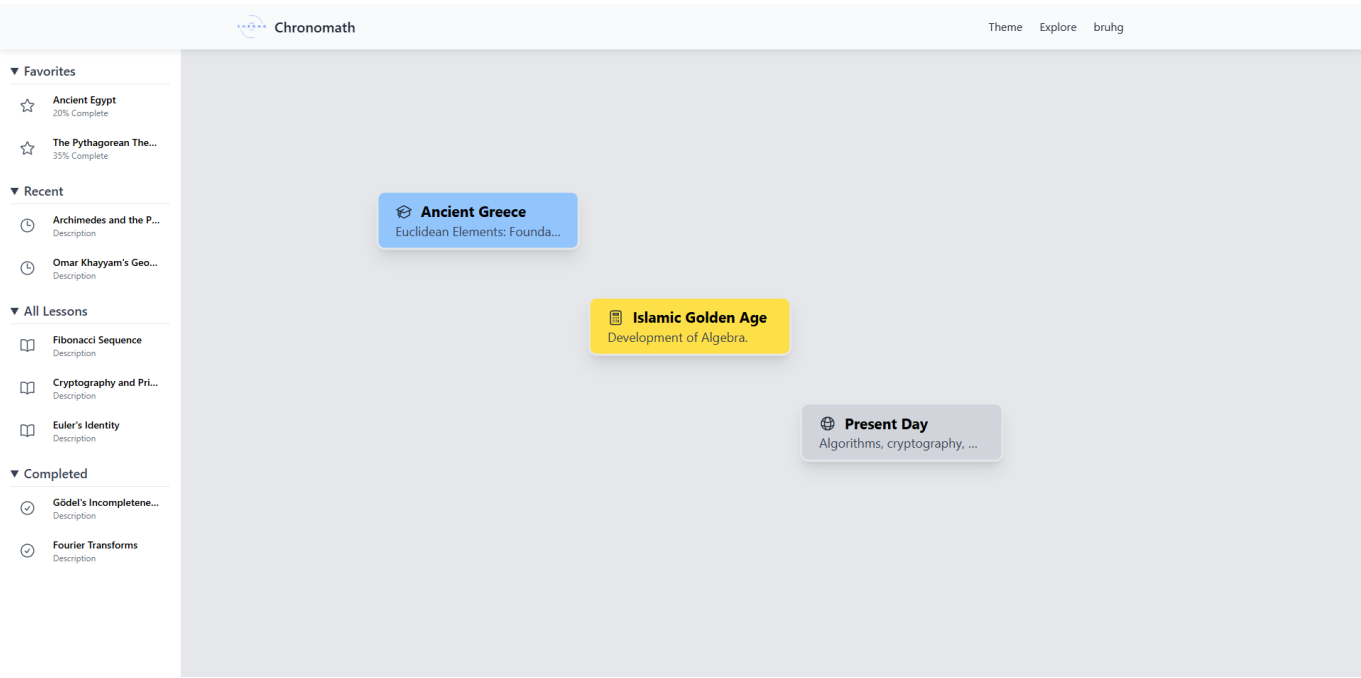 Chronomath
Theme Explore bruhg
▼ Favorites
Ancient Egypt
20% Complete
The Pythagorean The...
35% Complete
▼ Recent
Archimedes and the P...
Description
Omar Khayyam's Geo...
Description
▼ All Lessons
Fibonacci Sequence
Description
Cryptography and Pri...
Description
Euler's Identity
Description
▼ Completed
Gödel's Incompletene...
Description
Fourier Transforms
Description
Ancient Greece
Euclidean Elements: Founda...
Islamic Golden Age
Development of Algebra.
Present Day
Algorithms, cryptography, ...